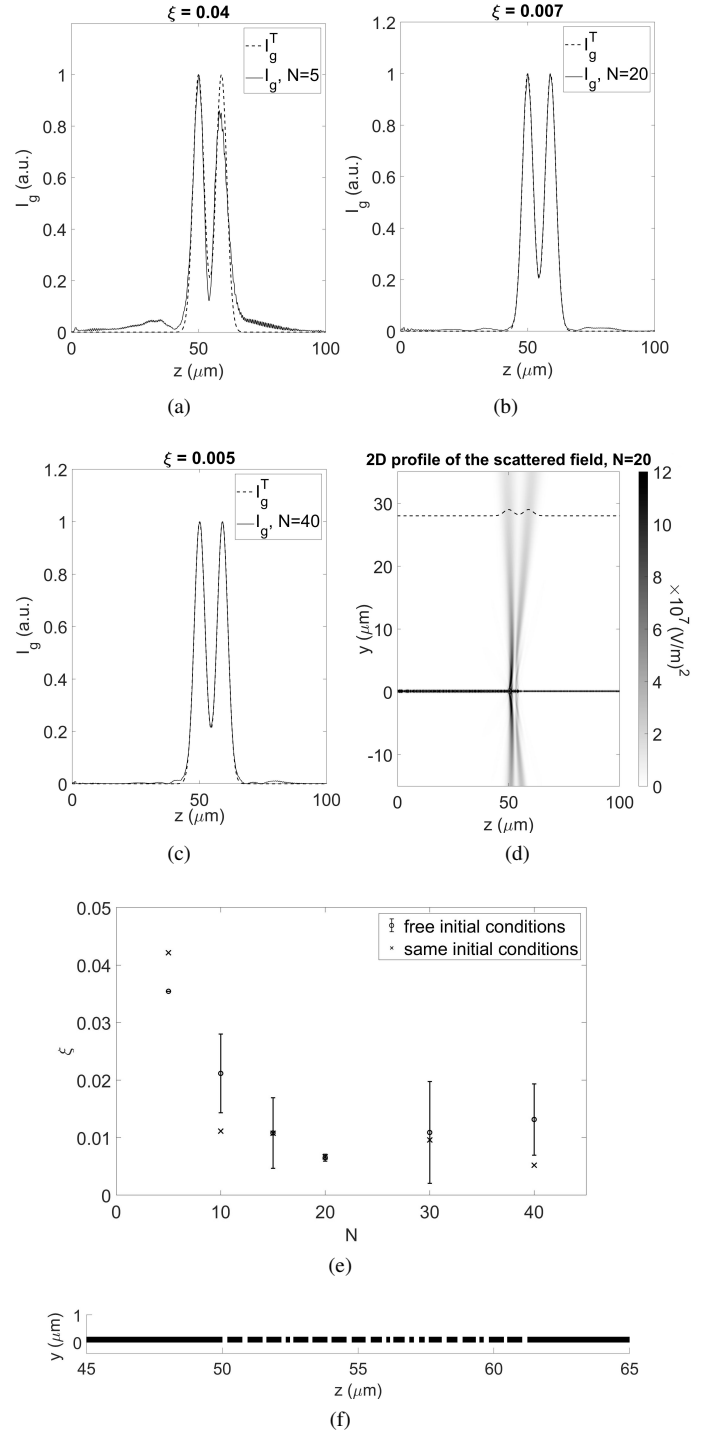 ξ = 0.04
I_g^T
I_g, N=5
1
0.8
0.6
0.4
0.2
0
I_g (a.u.)
0 50 100
z (μm)
(a)
ξ = 0.007
I_g^T
I_g, N=20
1.2
1
0.8
0.6
0.4
0.2
0
I_g (a.u.)
0 50 100
z (μm)
(b)
ξ = 0.005
I_g^T
I_g, N=40
1.2
1
0.8
0.6
0.4
0.2
0
I_g (a.u.)
0 50 100
z (μm)
(c)
2D profile of the scattered field, N=20
30
20
10
0
-10
y (μm)
0 50 100
z (μm)
12
10
8
6
4
2
0
×10^7 (V/m)^2
(d)
0.05
0.04
0.03
0.02
0.01
0
ξ
free initial conditions
same initial conditions
0 10 20 30 40
N
(e)
1
0
y (μm)
45 50 55 60 65
z (μm)
(f)